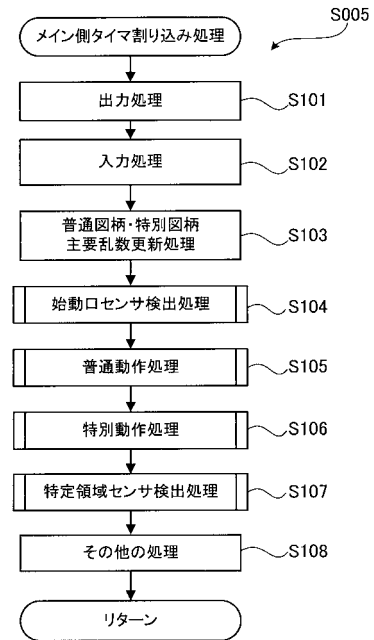 S005
メイン側タイマ割り込み処理
出力処理
S101
入力処理
S102
普通図柄・特別図柄
主要乱数更新処理
S103
始動口センサ検出処理
S104
普通動作処理
S105
特別動作処理
S106
特定領域センサ検出処理
S107
その他の処理
S108
リターン